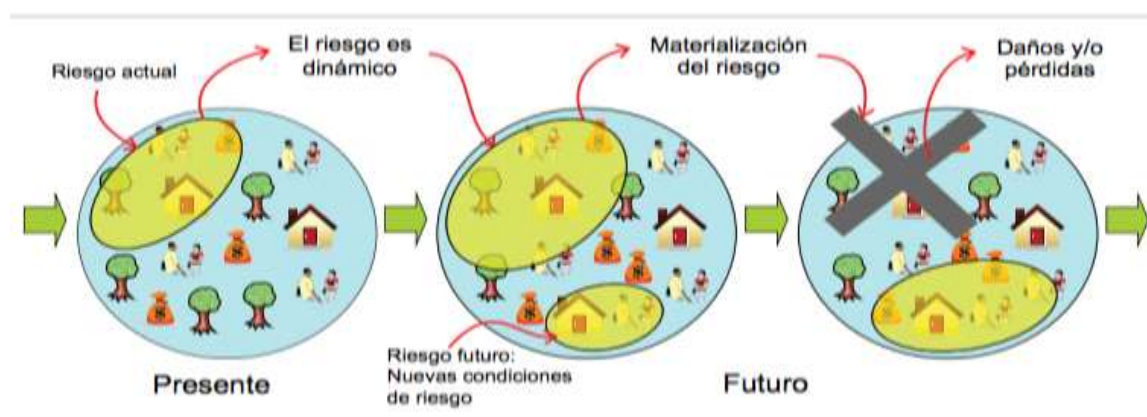 Riesgo actual
El riesgo es
dinámico
Materialización
del riesgo
Daños y/o
pérdidas
Riesgo futuro:
Nuevas condiciones
de riesgo
Presente
Futuro